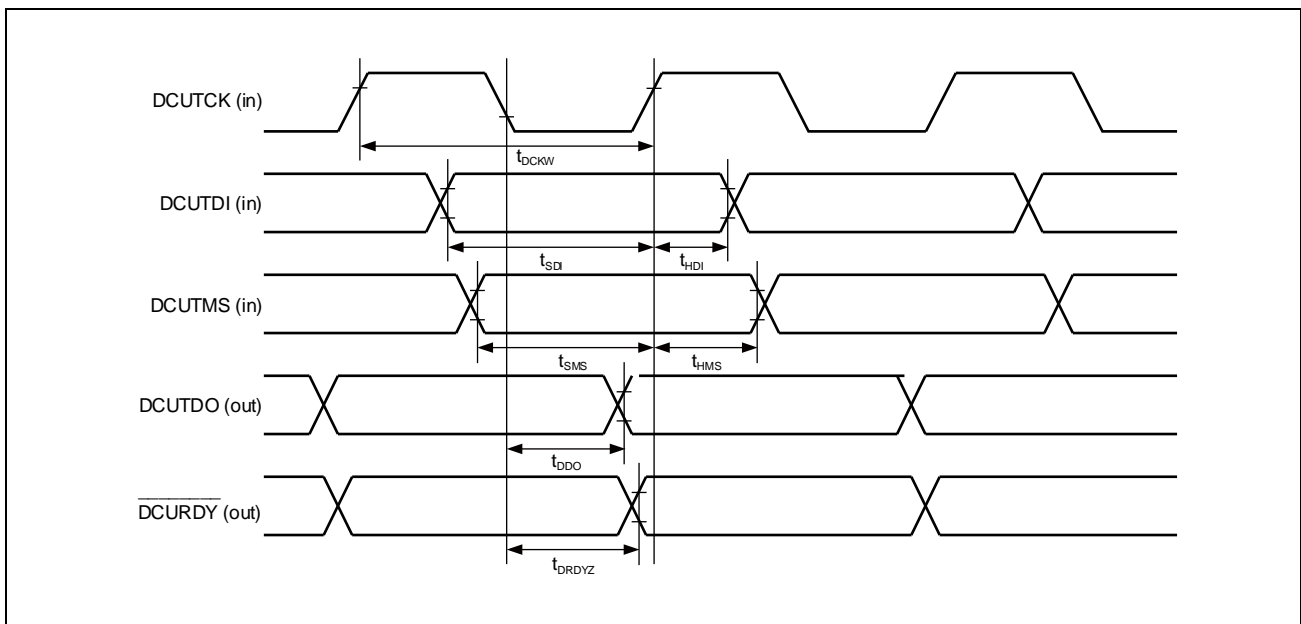 DCUTCK (in)
tDCKW
DCUTDI (in)
tSDI
tHDI
DCUTMS (in)
tSMS
tHMS
DCUTDO (out)
tDDO
DCURDY (out)
tDRDYZ